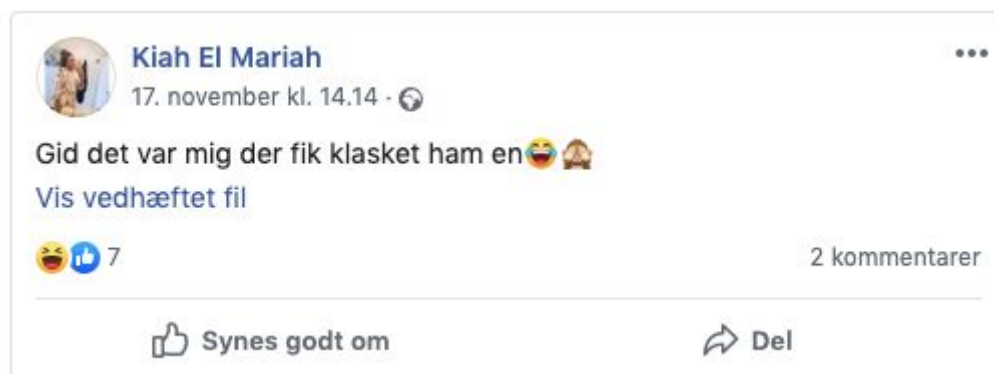 Kiah El Mariah
17. november kl. 14.14 ·
Gid det var mig der fik klasket ham en😂🙈
Vis vedhæftet fil
7
2 kommentarer
Synes godt om
Del